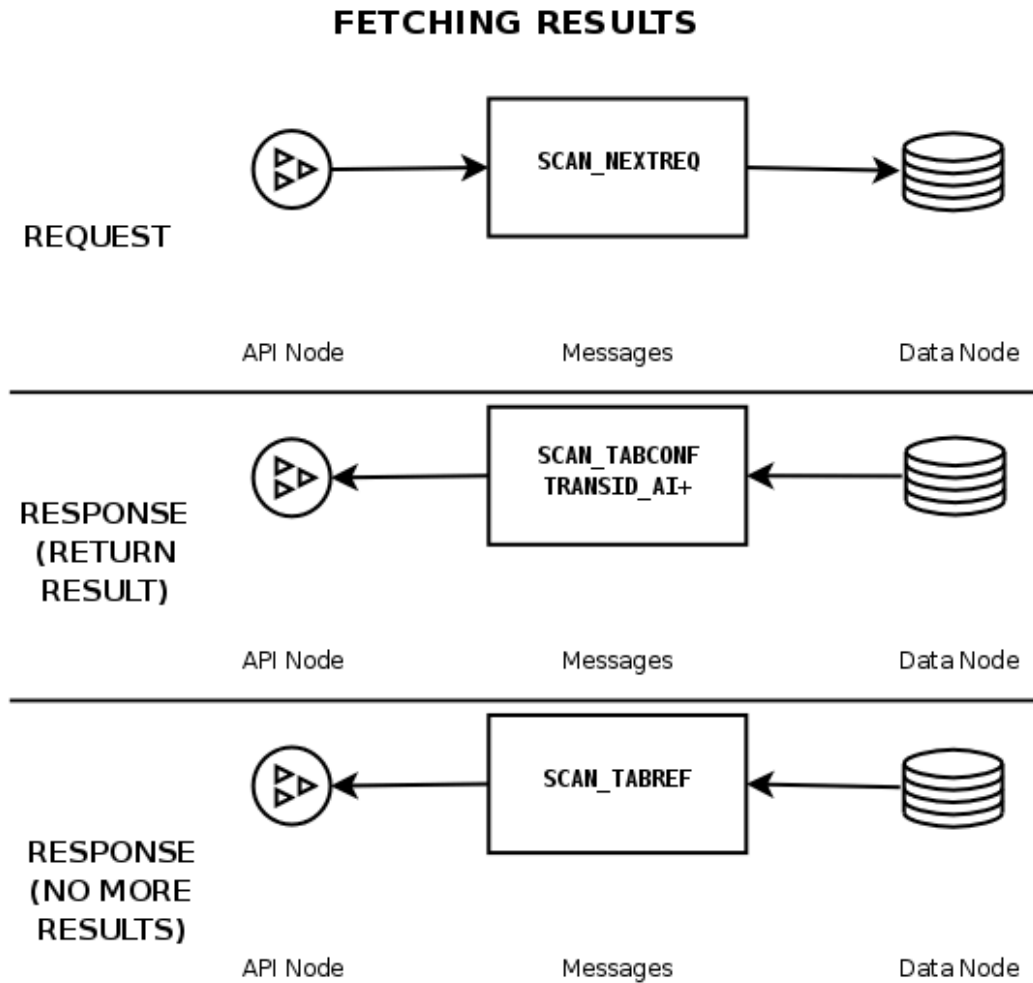 FETCHING RESULTS
SCAN_NEXTREQ
REQUEST
API Node
Messages
Data Node
SCAN_TABCONF
TRANSID_AI+
RESPONSE
(RETURN
RESULT)
API Node
Messages
Data Node
SCAN_TABREF
RESPONSE
(NO MORE
RESULTS)
API Node
Messages
Data Node